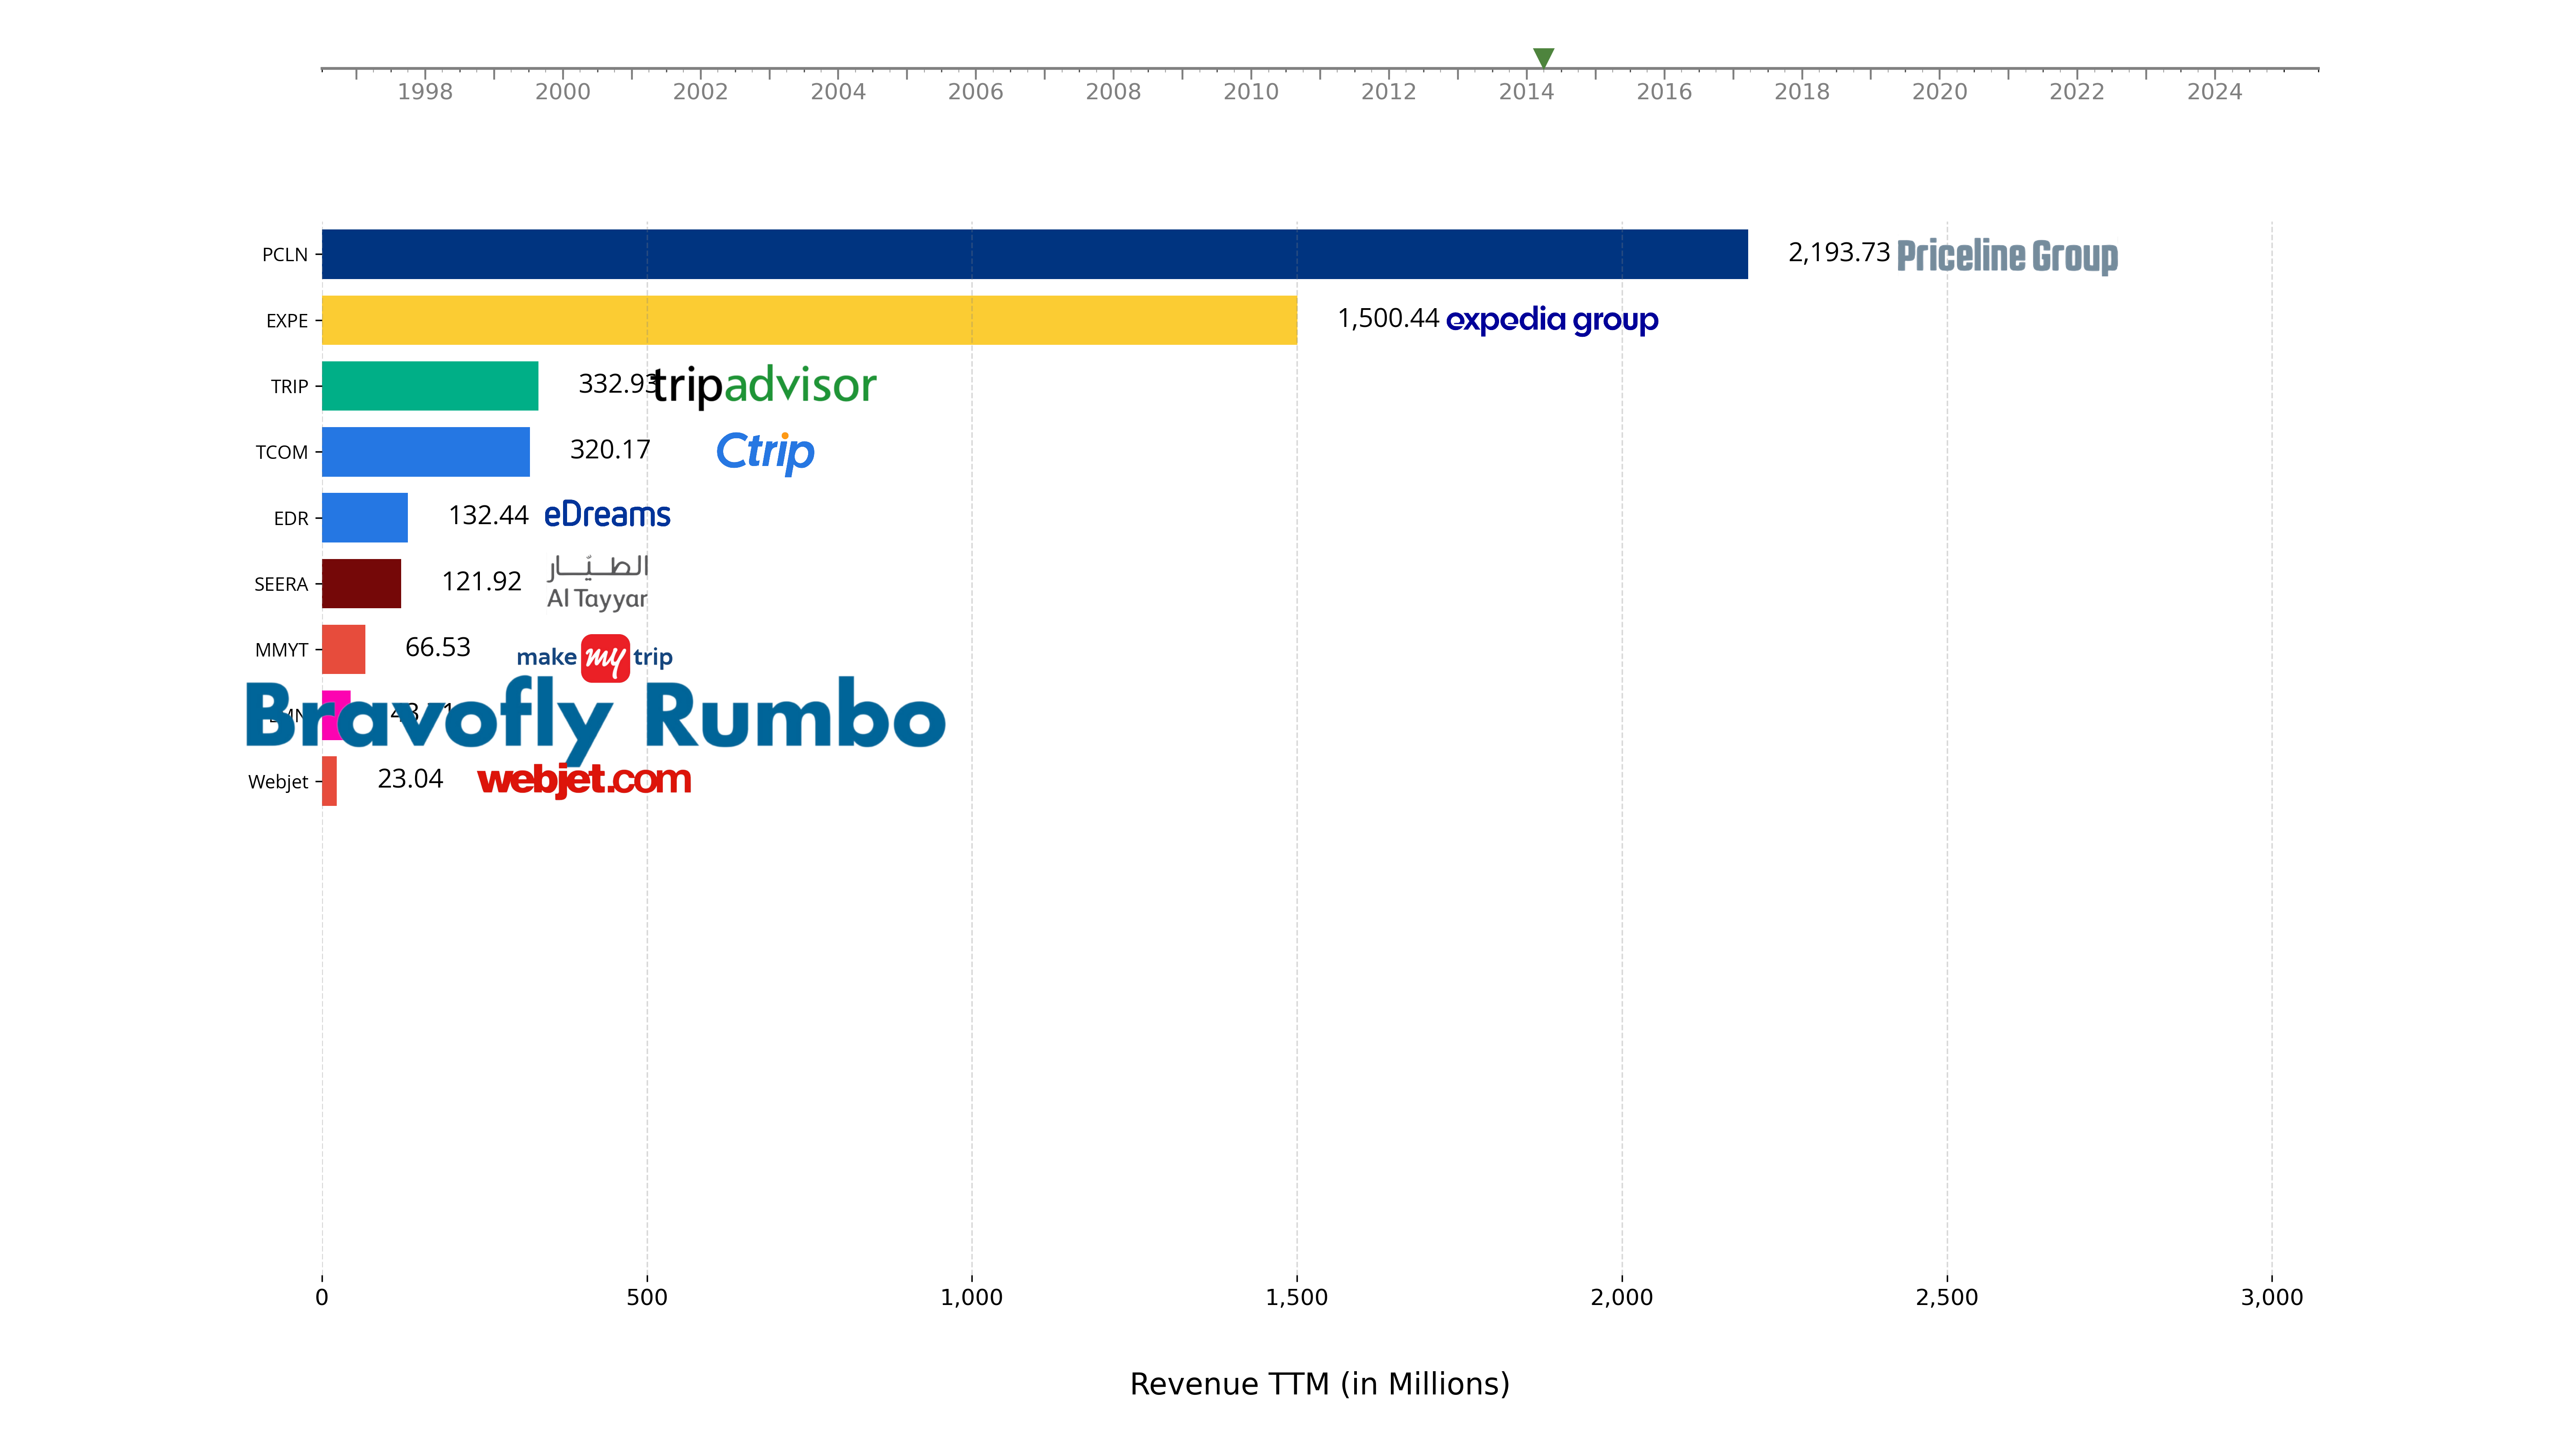 1998 2000 2002 2004 2006 2008 2010 2012 2014 2016 2018 2020 2022 2024
PCLN 2,193.73 Priceline Group
EXPE 1,500.44 expedia group
TRIP 332.93 tripadvisor
TCOM 320.17 Ctrip
EDR 132.44 eDreams
SEERA 121.92 الطيّار
Al Tayyar
MMYT 66.53 make my trip
Bravofly Rumbo
Webjet 23.04 webjet.com
0 500 1,000 1,500 2,000 2,500 3,000
Revenue TTM (in Millions)